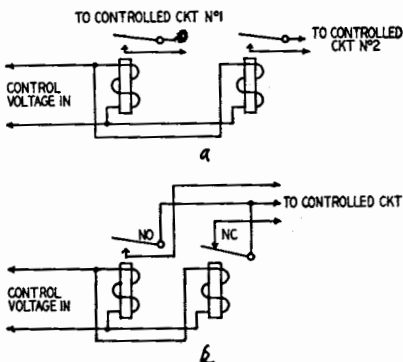 TO CONTROLLED CKT Nº1
TO CONTROLLED
CKT Nº2
CONTROL
VOLTAGE IN
a
TO CONTROLLED CKT
NO
NC
CONTROL
VOLTAGE IN
b